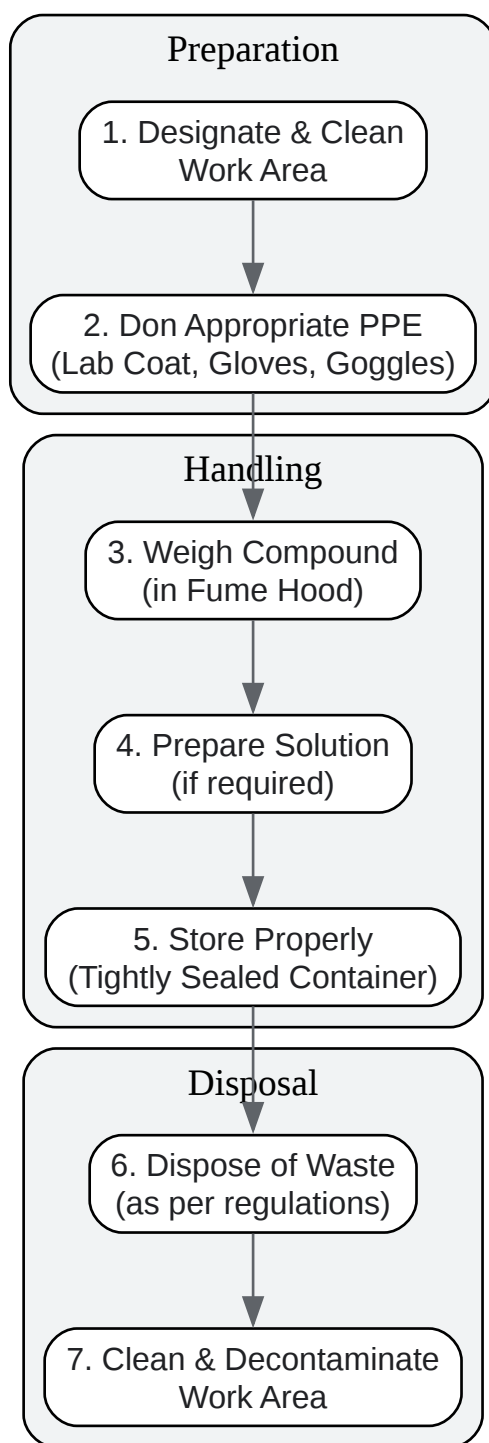 Preparation
1. Designate & Clean
Work Area
2. Don Appropriate PPE
(Lab Coat, Gloves, Goggles)
Handling
3. Weigh Compound
(in Fume Hood)
4. Prepare Solution
(if required)
5. Store Properly
(Tightly Sealed Container)
Disposal
6. Dispose of Waste
(as per regulations)
7. Clean & Decontaminate
Work Area